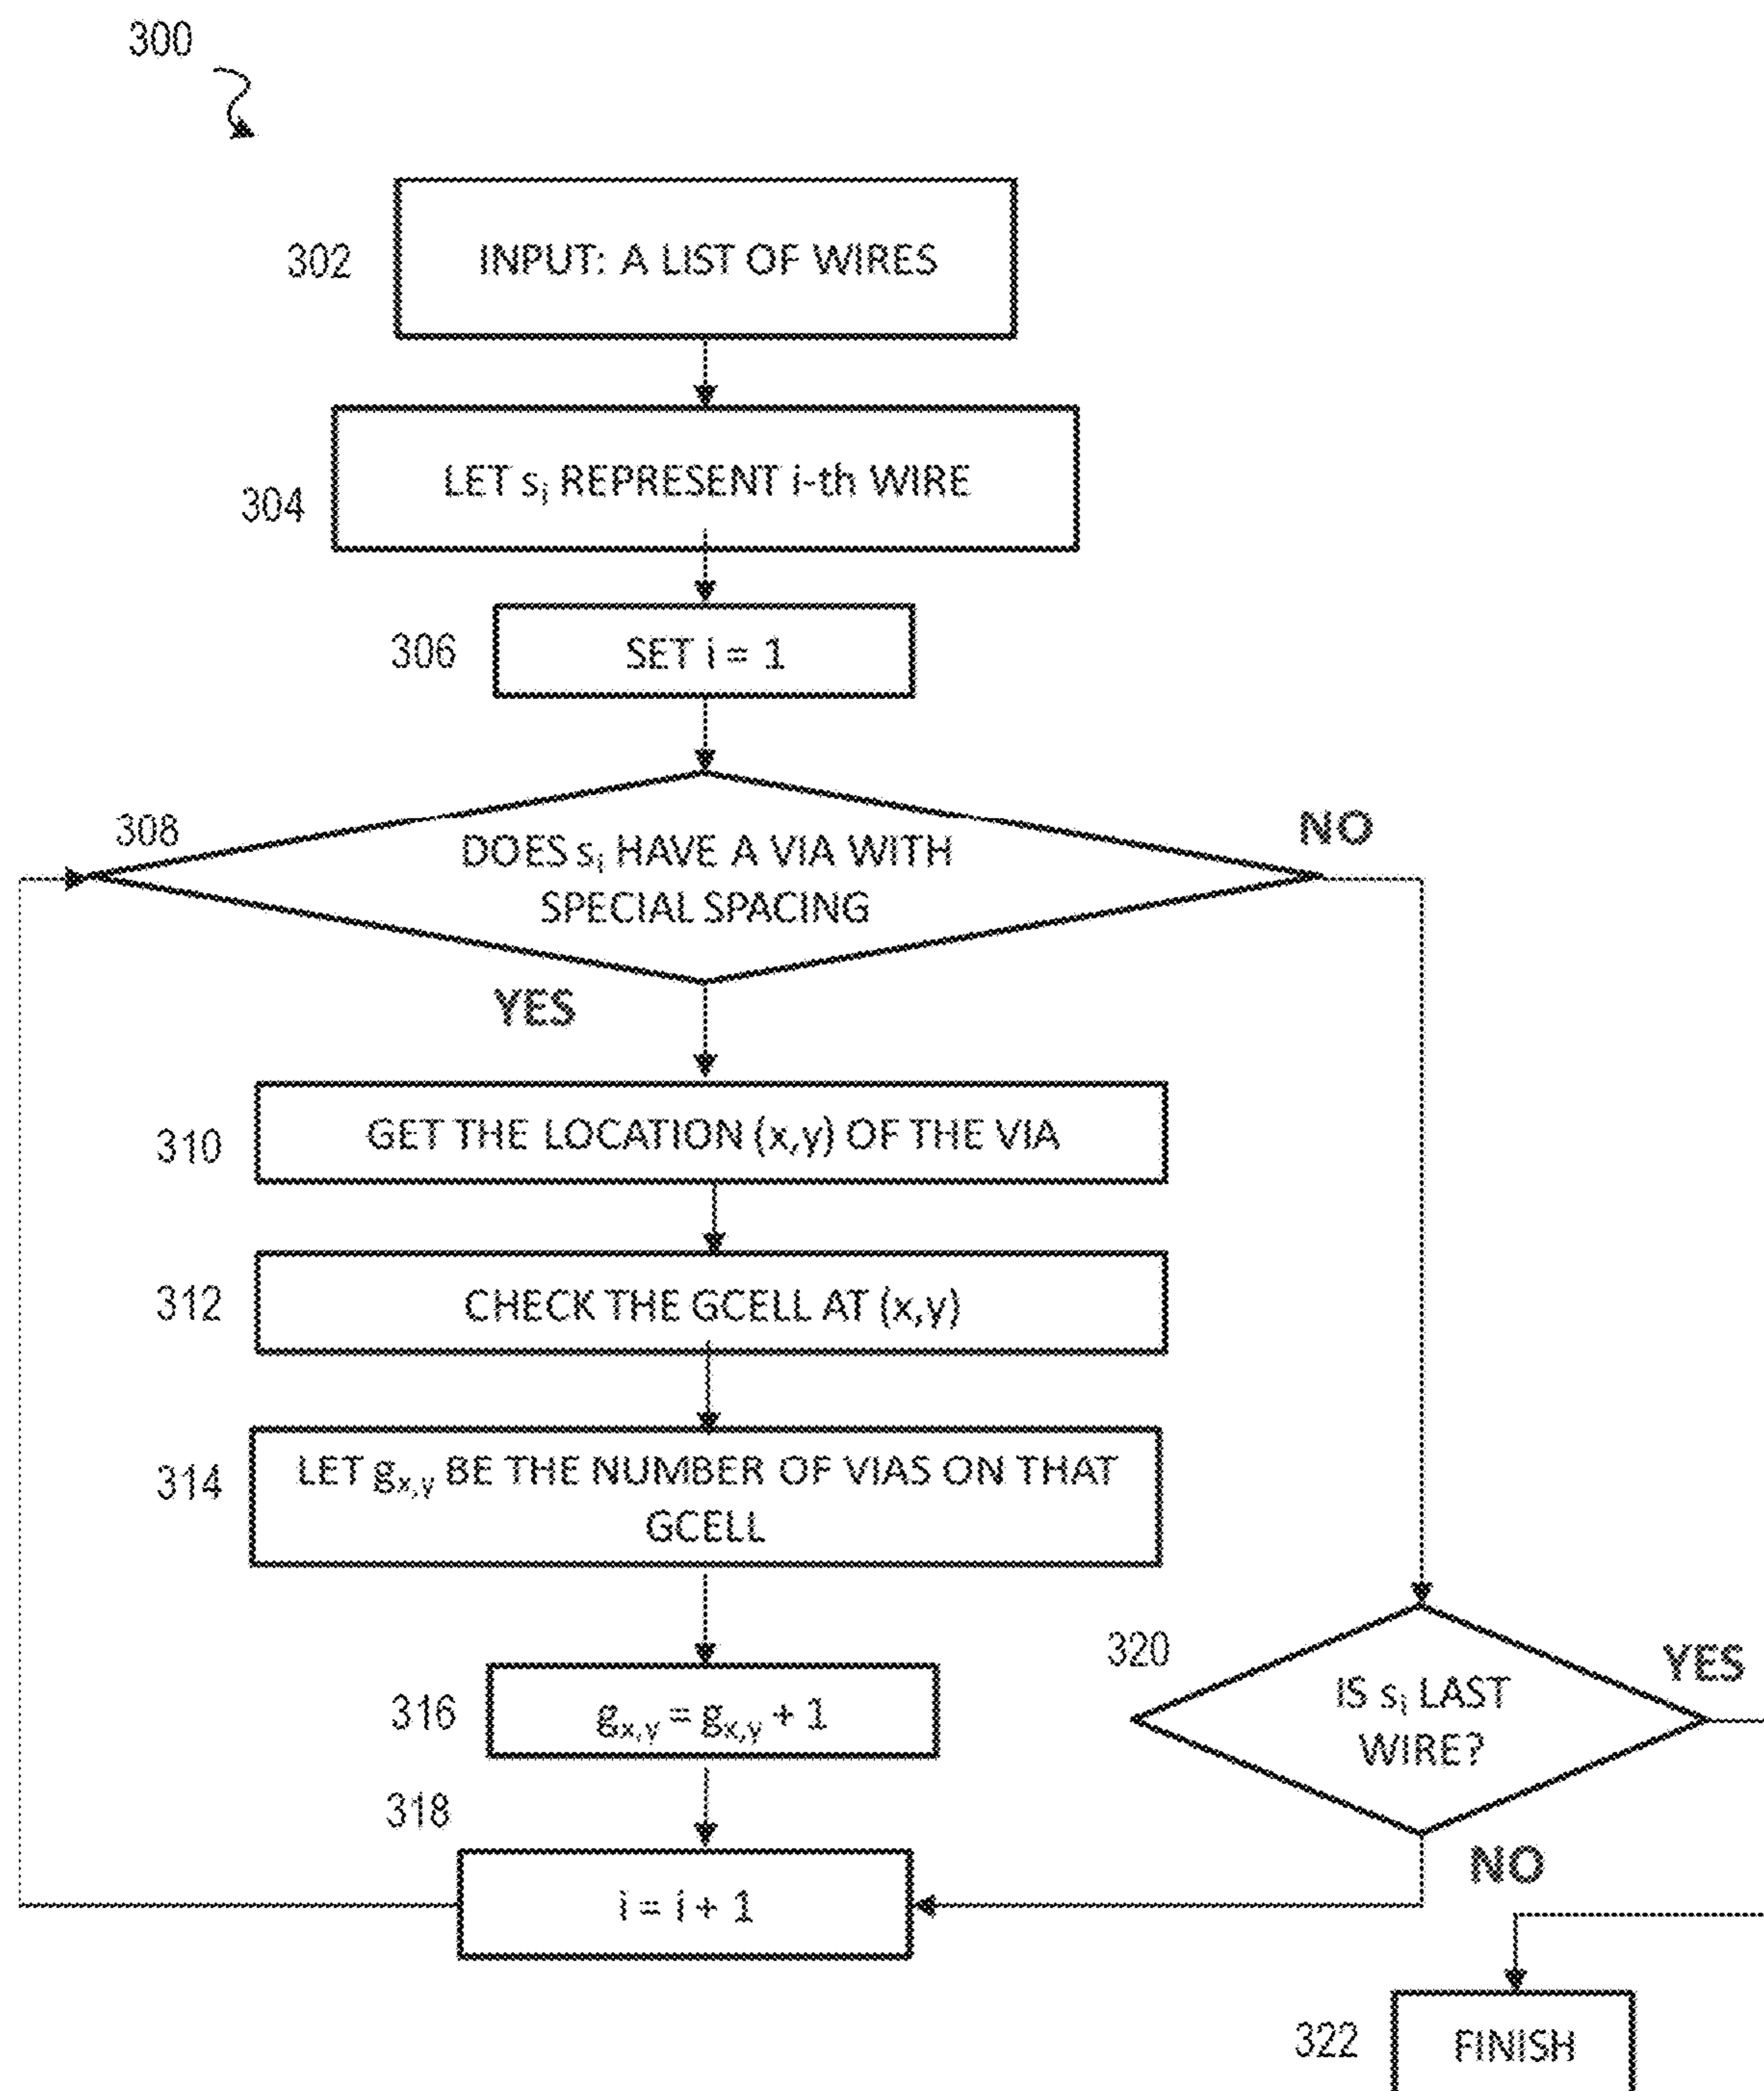 300
302
INPUT: A LIST OF WIRES
304
LET si REPRESENT i-th WIRE
306
SET i = 1
308
DOES si HAVE A VIA WITH
SPECIAL SPACING
NO
YES
310
GET THE LOCATION (x,y) OF THE VIA
312
CHECK THE GCELL AT (x,y)
314
LET gx,y BE THE NUMBER OF VIAS ON THAT
GCELL
316
gx,y = gx,y + 1
320
IS si LAST
WIRE?
YES
NO
318
i = i + 1
322
FINISH